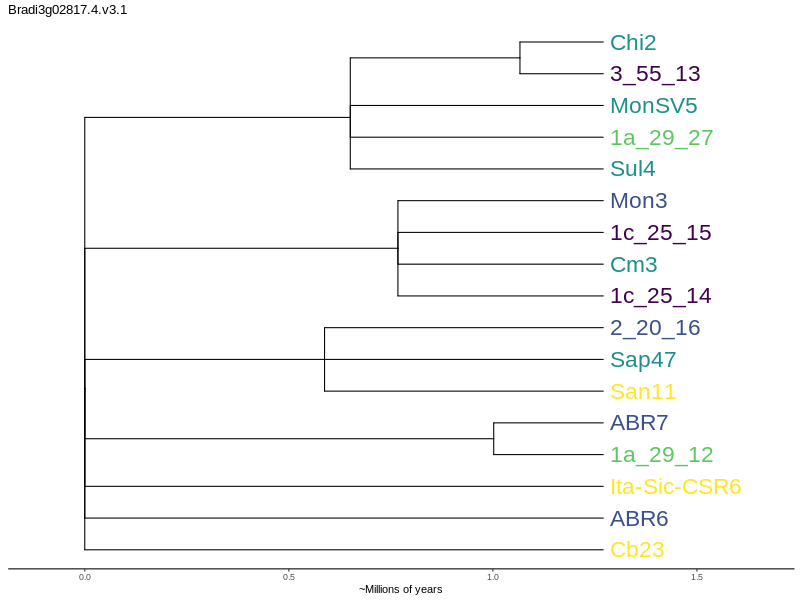 Bradi3g02817.4.v3.1
Chi2
3_55_13
MonSV5
1a_29_27
Sul4
Mon3
1c_25_15
Cm3
1c_25_14
2_20_16
Sap47
San11
ABR7
1a_29_12
Ita-Sic-CSR6
ABR6
Cb23
0.0 0.5 1.0 1.5
~Millions of years